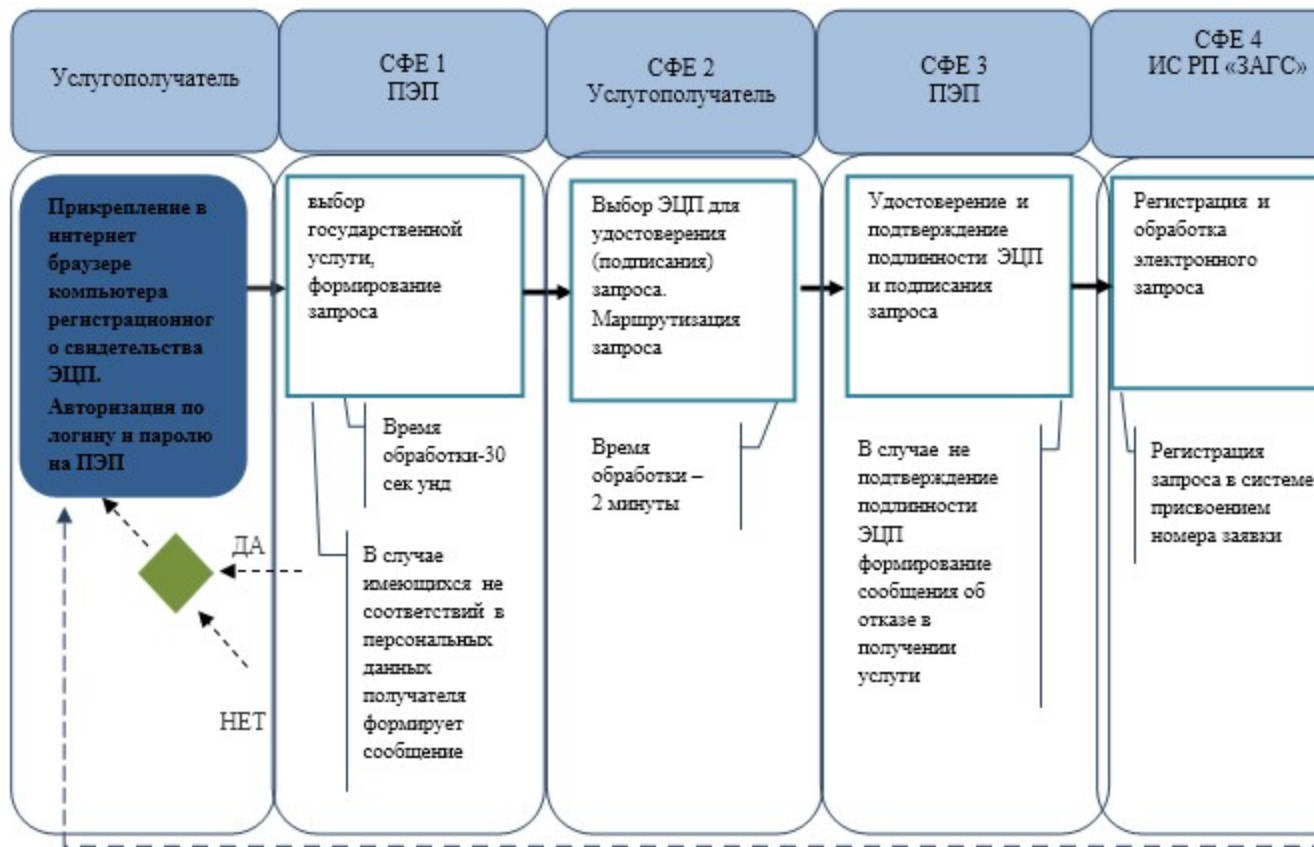 Услугополучатель
СФЕ 1
ПЭП
СФЕ 2
Услугополучатель
СФЕ 3
ПЭП
СФЕ 4
ИС РП «ЗАГС»
Прикрепление в
интернет
браузере
компьютера
регистрационног
о свидетельства
ЭЦП.
Авторизация по
логину и паролю
на ПЭП
выбор
государственной
услуги,
формирование
запроса
Выбор ЭЦП для
удостоверения
(подписания)
запроса.
Маршрутизация
запроса
Удостоверение и
подтверждение
подлинности ЭЦП
и подписания
запроса
Регистрация и
обработка
электронного
запроса
Время
обработки-30
сек унд
В случае
имеющихся не
соответствий в
персональных
данных
получателя
формирует
сообщение
Время
обработки –
2 минуты
В случае не
подтверждение
подлинности
ЭЦП
формирование
сообщения об
отказе в
получении
услуги
Регистрация
запроса в системе
присвоением
номера заявки
ДА
НЕТ